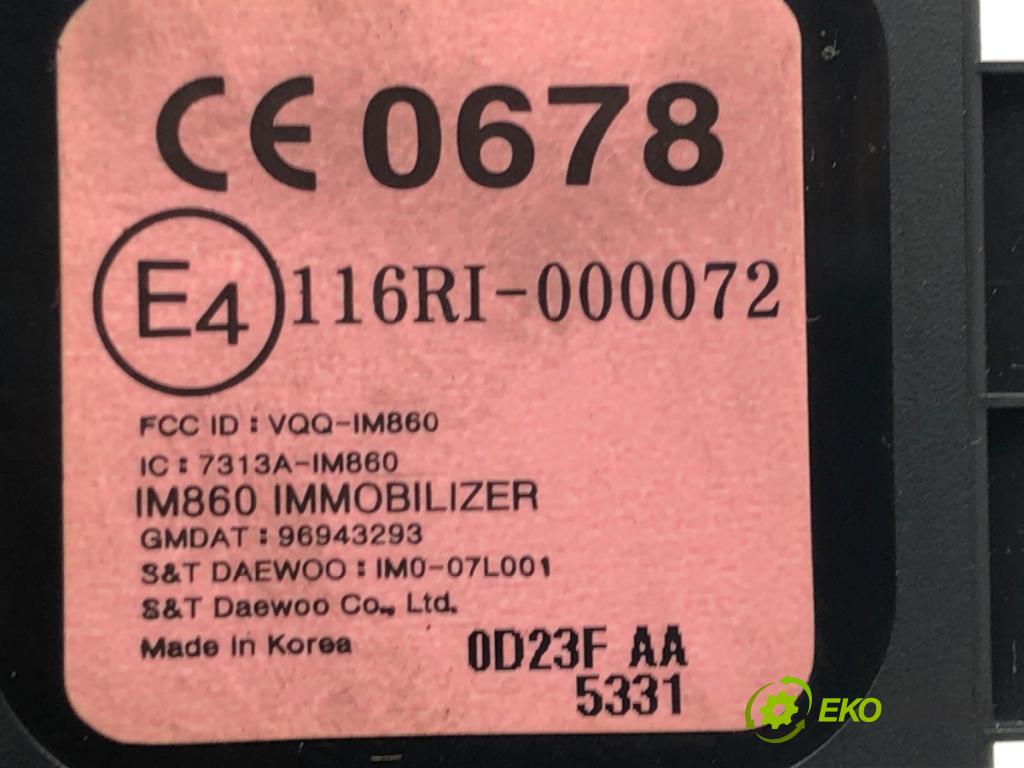 CE 0678
E4 116RI-000072
FCC ID : VQQ-IM860
IC : 7313A-IM860
IM860 IMMOBILIZER
GMDAT : 96943293
S&T DAEWOO : IM0-07L001
S&T Daewoo Co., Ltd.
Made In Korea
0D23F AA
5331
EKO